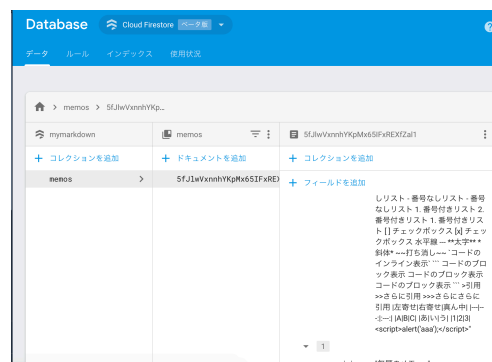 Database Cloud Firestore ベータ版
データ ルール インデックス 使用状況
memos > 5fJlwVxnnhYKp...
mymarkdown
memos
5fJlwVxnnhYKpMx65IFxREXfZaI1
+ コレクションを追加
+ ドキュメントを追加
+ コレクションを追加
memos
5fJlwVxnnhYKpMx65IFxREX
+ フィールドを追加
しリスト - 番号なしリスト - 番号
なしリスト 1. 番号付きリスト 2.
番号付きリスト 1. 番号付きリス
ト [ ] チェックボックス [x] チェッ
クボックス 水平線 --- **太字** *
斜体* ~~打ち消し~~ `コードの
インライン表示` ``` コードのブロ
ック表示 コードのブロック表示
コードのブロック表示 ``` >引用
>>さらに引用 >>>さらにさらに
引用 |左寄せ|右寄せ|真ん中| |---|--
-:|:---:| |A|B|C| |あ|い|う| |1|2|3|
<script>alert('aaa');</script>"
1